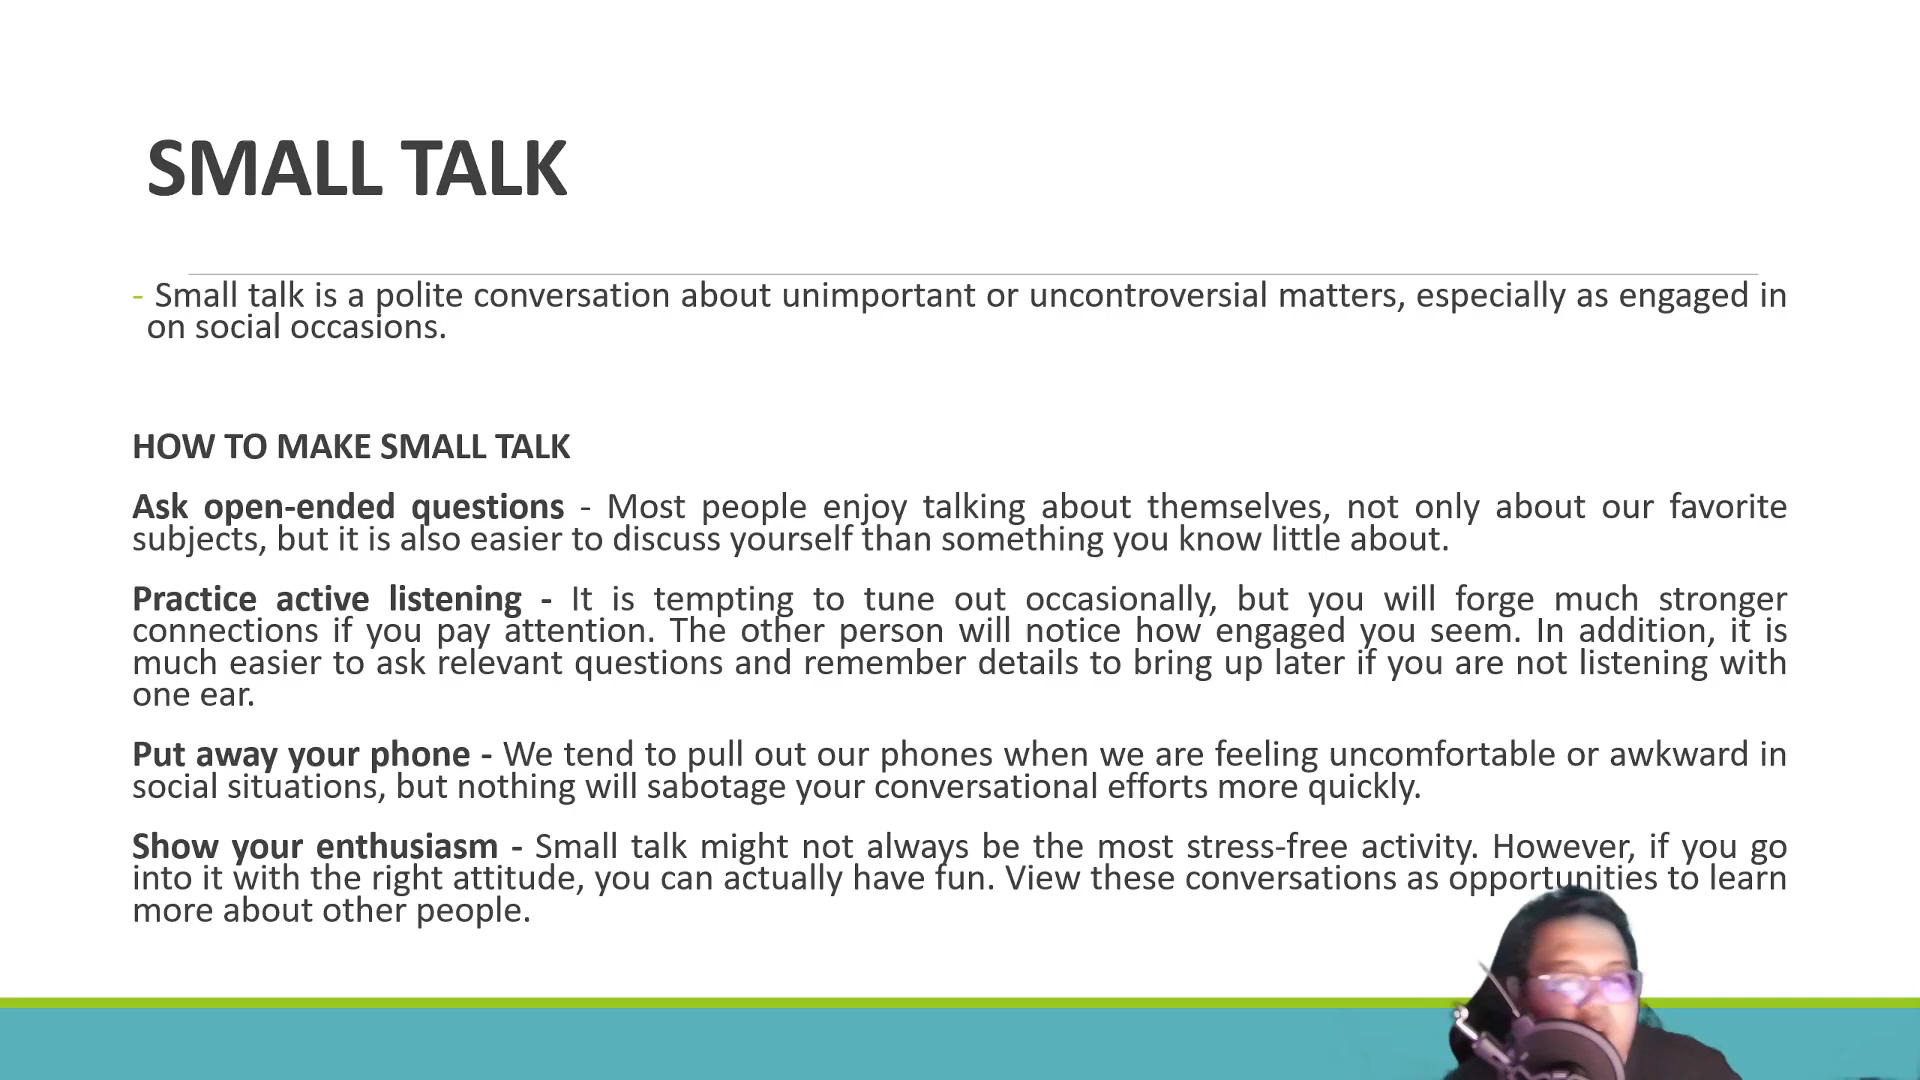 SMALL TALK
- Small talk is a polite conversation about unimportant or uncontroversial matters, especially as engaged in
on social occasions.
HOW TO MAKE SMALL TALK
Ask open-ended questions - Most people enjoy talking about themselves, not only about our favorite
subjects, but it is also easier to discuss yourself than something you know little about.
Practice active listening - It is tempting to tune out occasionally, but you will forge much stronger
connections if you pay attention. The other person will notice how engaged you seem. In addition, it is
much easier to ask relevant questions and remember details to bring up later if you are not listening with
one ear.
Put away your phone - We tend to pull out our phones when we are feeling uncomfortable or awkward in
social situations, but nothing will sabotage your conversational efforts more quickly.
Show your enthusiasm - Small talk might not always be the most stress-free activity. However, if you go
into it with the right attitude, you can actually have fun. View these conversations as opportunities to learn
more about other people.